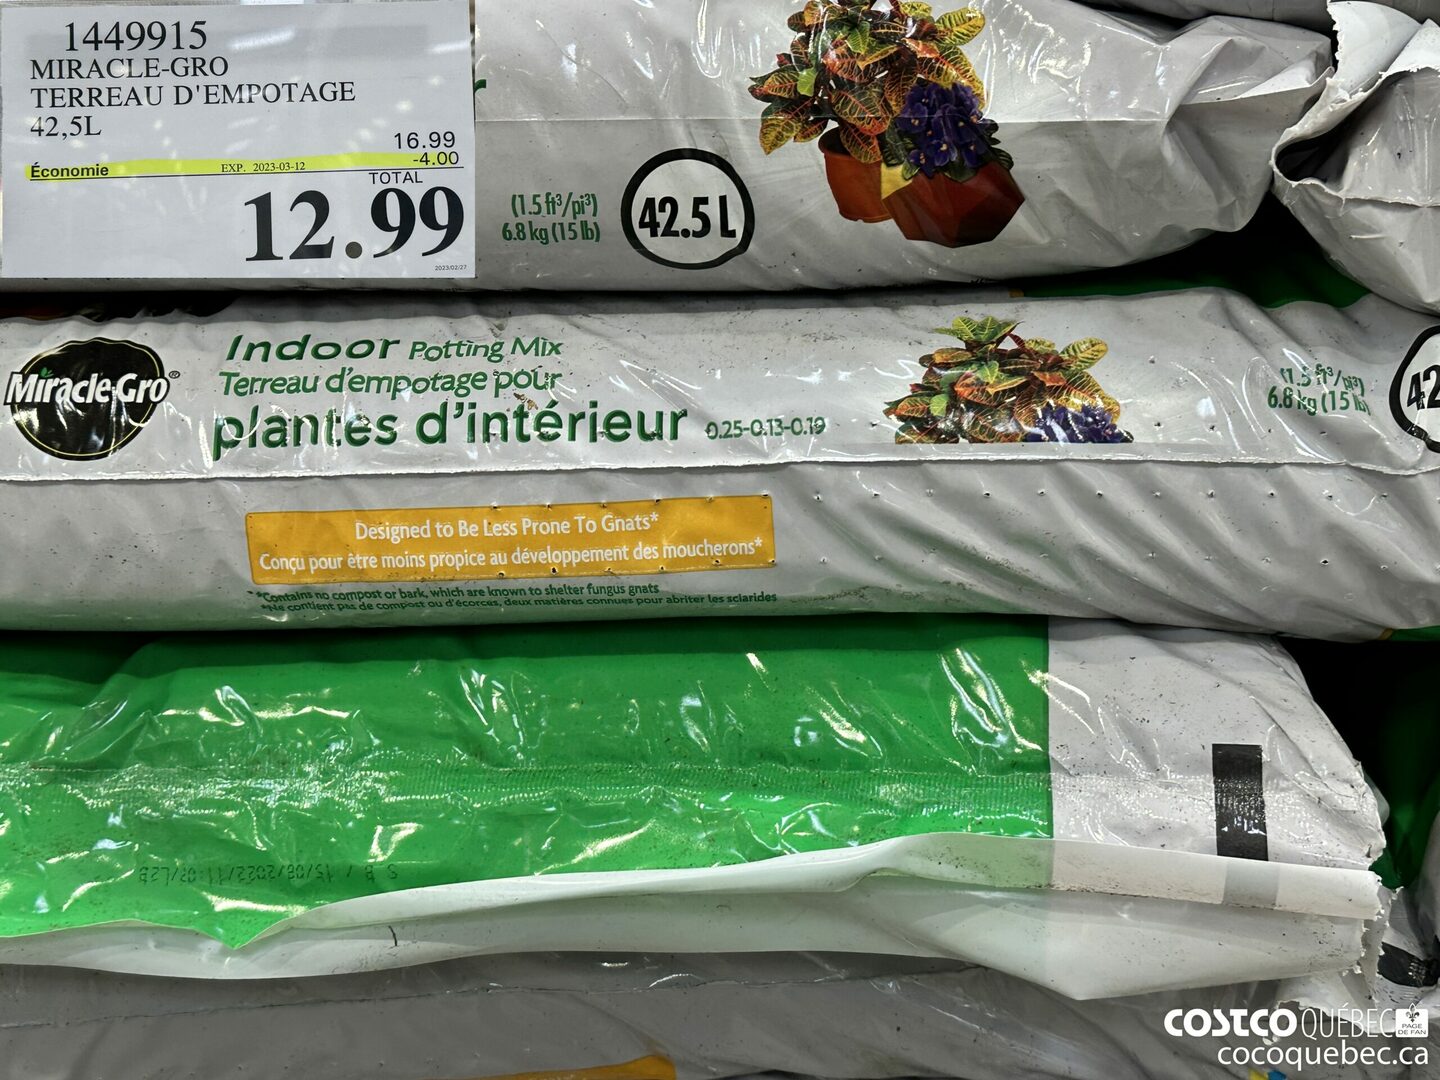 1449915
MIRACLE-GRO
TERREAU D'EMPOTAGE
42,5L
16.99
Économie EXP. 2023-03-12 -4.00
TOTAL
12.99
2023/02/27
(1.5 ft³/pi³)
6.8 kg (15 lb)
42.5 L
Miracle-Gro®
Indoor Potting Mix
Terreau d'empotage pour
plantes d'intérieur 0.25-0.13-0.19
(1.5 ft³/pi³)
6.8 kg (15 lb)
42
Designed to Be Less Prone To Gnats*
Conçu pour être moins propice au développement des moucherons*
*Contains no compost or bark, which are known to shelter fungus gnats
*Ne contient pas de compost ou d'écorces, deux matières connues pour abriter les sciarides
COSTCO QUÉBEC PAGE DE FAN
cocoquebec.ca